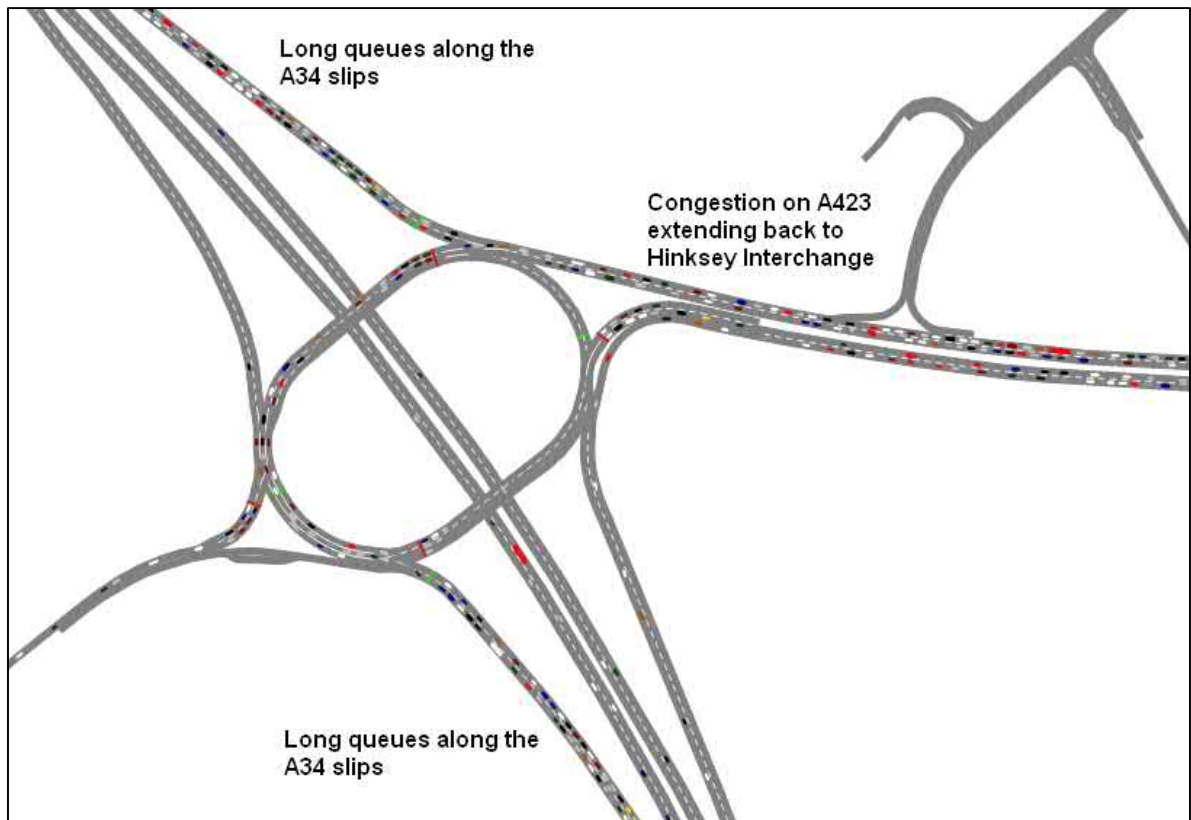 Long queues along the
A34 slips
Congestion on A423
extending back to
Hinksey Interchange
Long queues along the
A34 slips